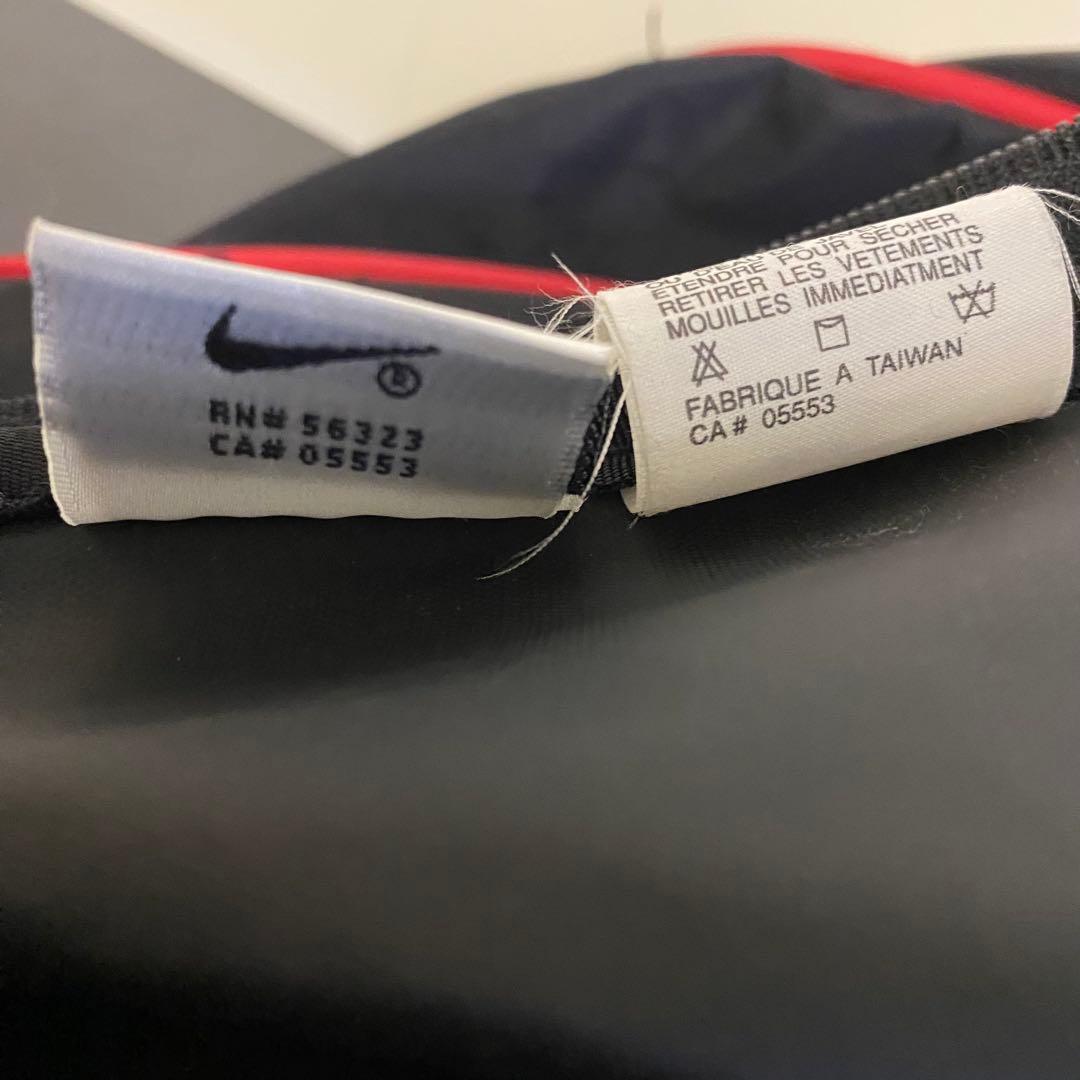 ®
RN# 56323
CA# 05553
ETENDRE POUR SECHER
RETIRER LES VETEMENTS
MOUILLES IMMEDIATMENT
FABRIQUE A TAIWAN
CA# 05553